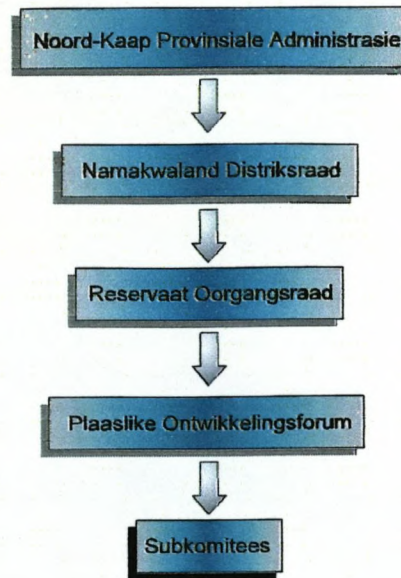 Noord-Kaap Provinsiale Administrasie
Namakwaland Distriksraad
Reservaat Oorgangsraad
Plaaslike Ontwikkelingsforum
Subkomitees